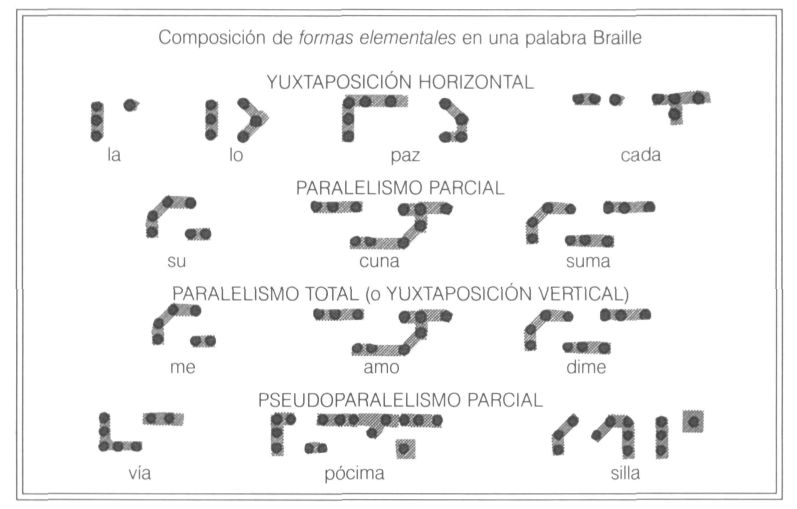 Composición de formas elementales en una palabra Braille
YUXTAPOSICIÓN HORIZONTAL
la lo paz cada
PARALELISMO PARCIAL
su cuna suma
PARALELISMO TOTAL (o YUXTAPOSICIÓN VERTICAL)
me amo dime
PSEUDOPARALELISMO PARCIAL
vía pócima silla